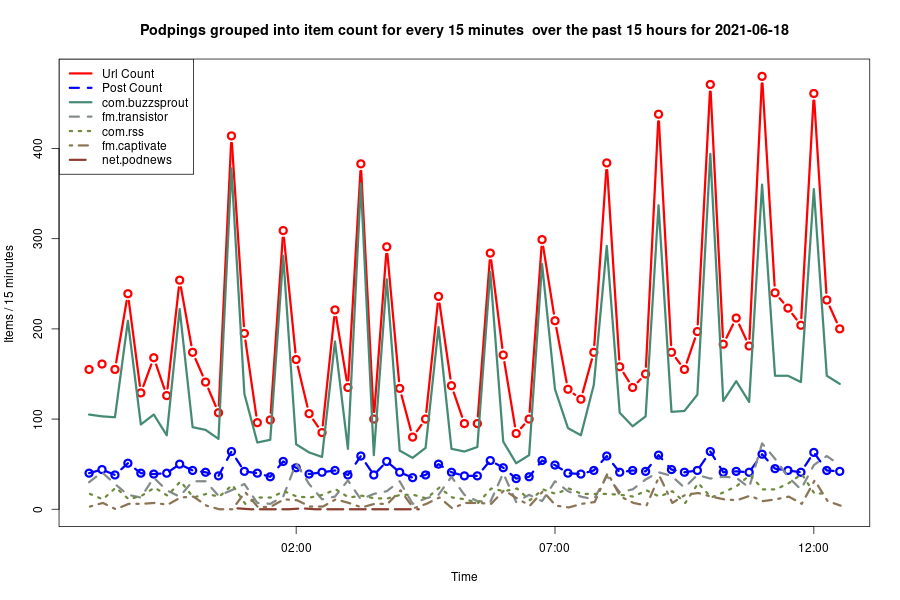 Podpings grouped into item count for every 15 minutes  over the past 15 hours for 2021-06-18
Url Count
Post Count
com.buzzsprout
fm.transistor
com.rss
fm.captivate
net.podnews
Items / 15 minutes
400
300
200
100
0
02:00
07:00
12:00
Time